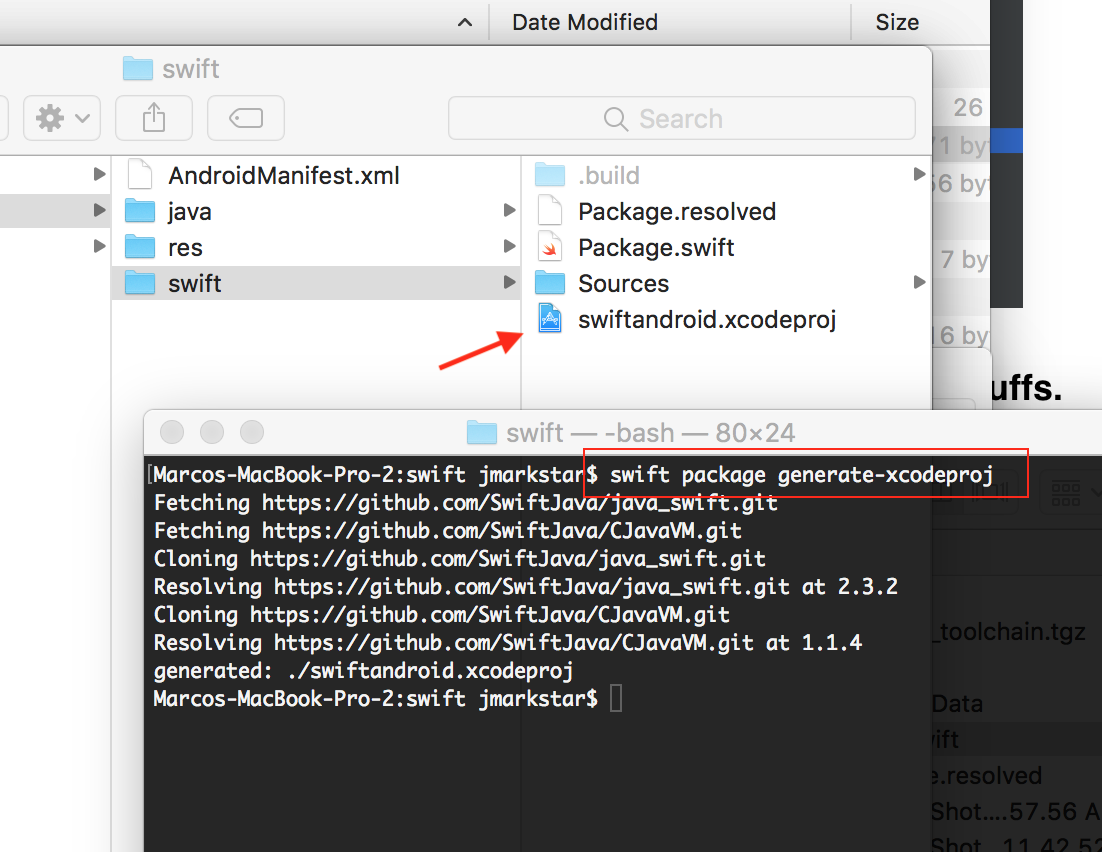 Date Modified
Size
swift
Search
26
71 by
56 by
7 by
16 by
AndroidManifest.xml
java
res
swift
.build
Package.resolved
Package.swift
Sources
swiftandroid.xcodeproj
uffs.
swift — -bash — 80×24
[Marcos-MacBook-Pro-2:swift jmarkstar$ swift package generate-xcodeproj
Fetching https://github.com/SwiftJava/java_swift.git
Fetching https://github.com/SwiftJava/CJavaVM.git
Cloning https://github.com/SwiftJava/java_swift.git
Resolving https://github.com/SwiftJava/java_swift.git at 2.3.2
Cloning https://github.com/SwiftJava/CJavaVM.git
Resolving https://github.com/SwiftJava/CJavaVM.git at 1.1.4
generated: ./swiftandroid.xcodeproj
Marcos-MacBook-Pro-2:swift jmarkstar$
_toolchain.tgz
Data
ift
e.resolved
Shot....57.56 A
Shot...11.42.52